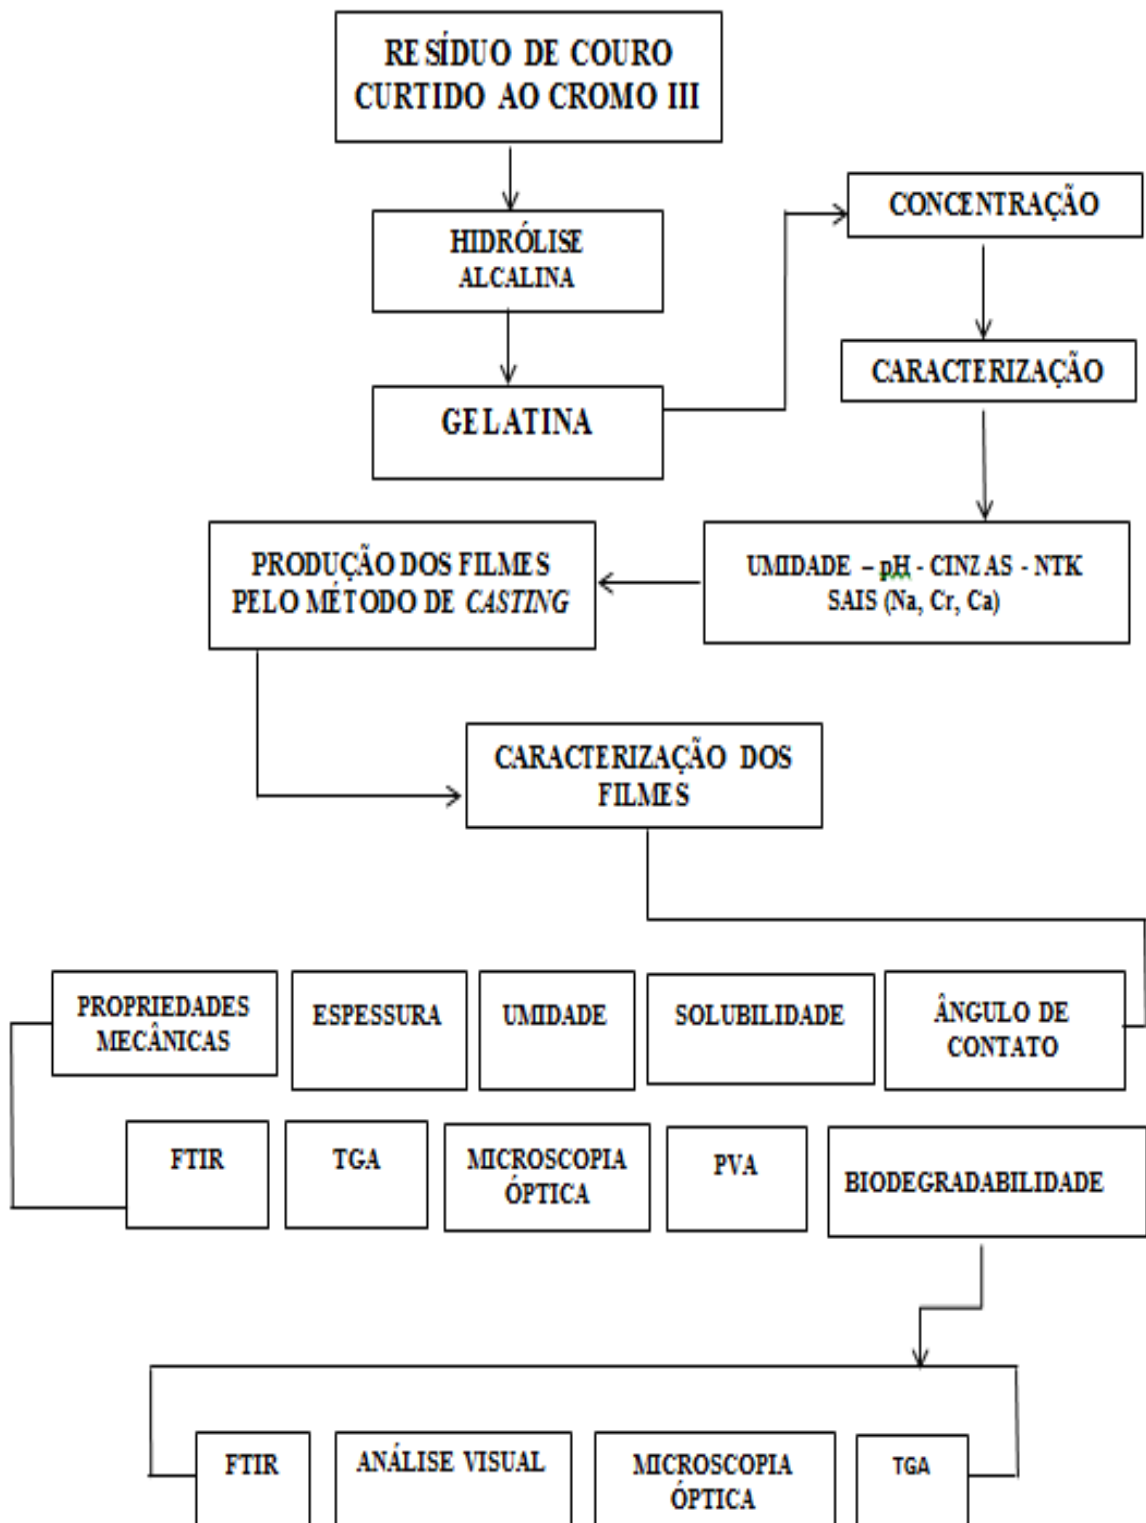 RESÍDUO DE COURO
CURTIDO AO CROMO III
HIDRÓLISE
ALCALINA
GELATINA
CONCENTRAÇÃO
CARACTERIZAÇÃO
UMIDADE – pH - CINZAS - NTK
SAIS (Na, Cr, Ca)
PRODUÇÃO DOS FILMES
PELO MÉTODO DE CASTING
CARACTERIZAÇÃO DOS
FILMES
PROPRIEDADES
MECÂNICAS
ESPESSURA
UMIDADE
SOLUBILIDADE
ÂNGULO DE
CONTATO
FTIR
TGA
MICROSCOPIA
ÓPTICA
PVA
BIODEGRADABILIDADE
FTIR
ANÁLISE VISUAL
MICROSCOPIA
ÓPTICA
TGA